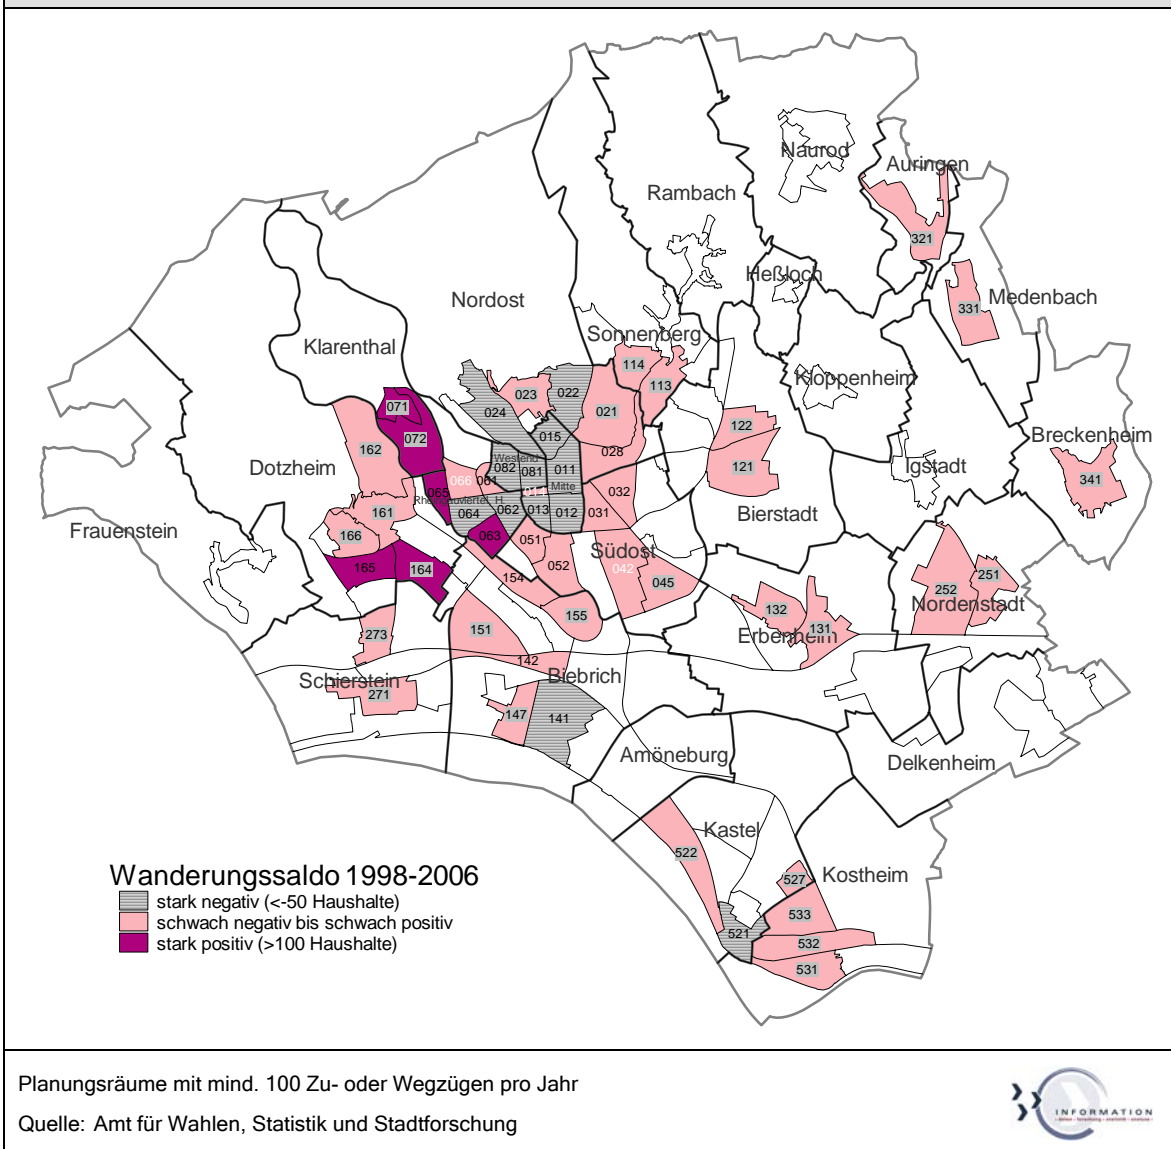 Naurod
Auringen
Rambach
321
Heßloch
Medenbach
Nordost
331
Sonnenberg
Klarenthal
114
113
Kloppenheim
023
022
071
024
021
122
072
015
Breckenheim
162
028
121
Igstadt
Westend
082
081
011
Dotzheim
066
061
341
065
014
Mitte
032
Rheingauviertel, H.
064
062
013
012
031
Bierstadt
161
Frauenstein
166
063
051
Südost
165
164
052
042
045
154
251
252
Nordenstadt
132
155
273
151
131
Erbenheim
142
Schierstein
Biebrich
271
147
141
Amöneburg
Delkenheim
Kastel
522
Kostheim
527
533
521
532
531
Wanderungssaldo 1998-2006
stark negativ (<-50 Haushalte)
schwach negativ bis schwach positiv
stark positiv (>100 Haushalte)
Planungsräume mit mind. 100 Zu- oder Wegzügen pro Jahr
Quelle: Amt für Wahlen, Statistik und Stadtforschung
INFORMATION